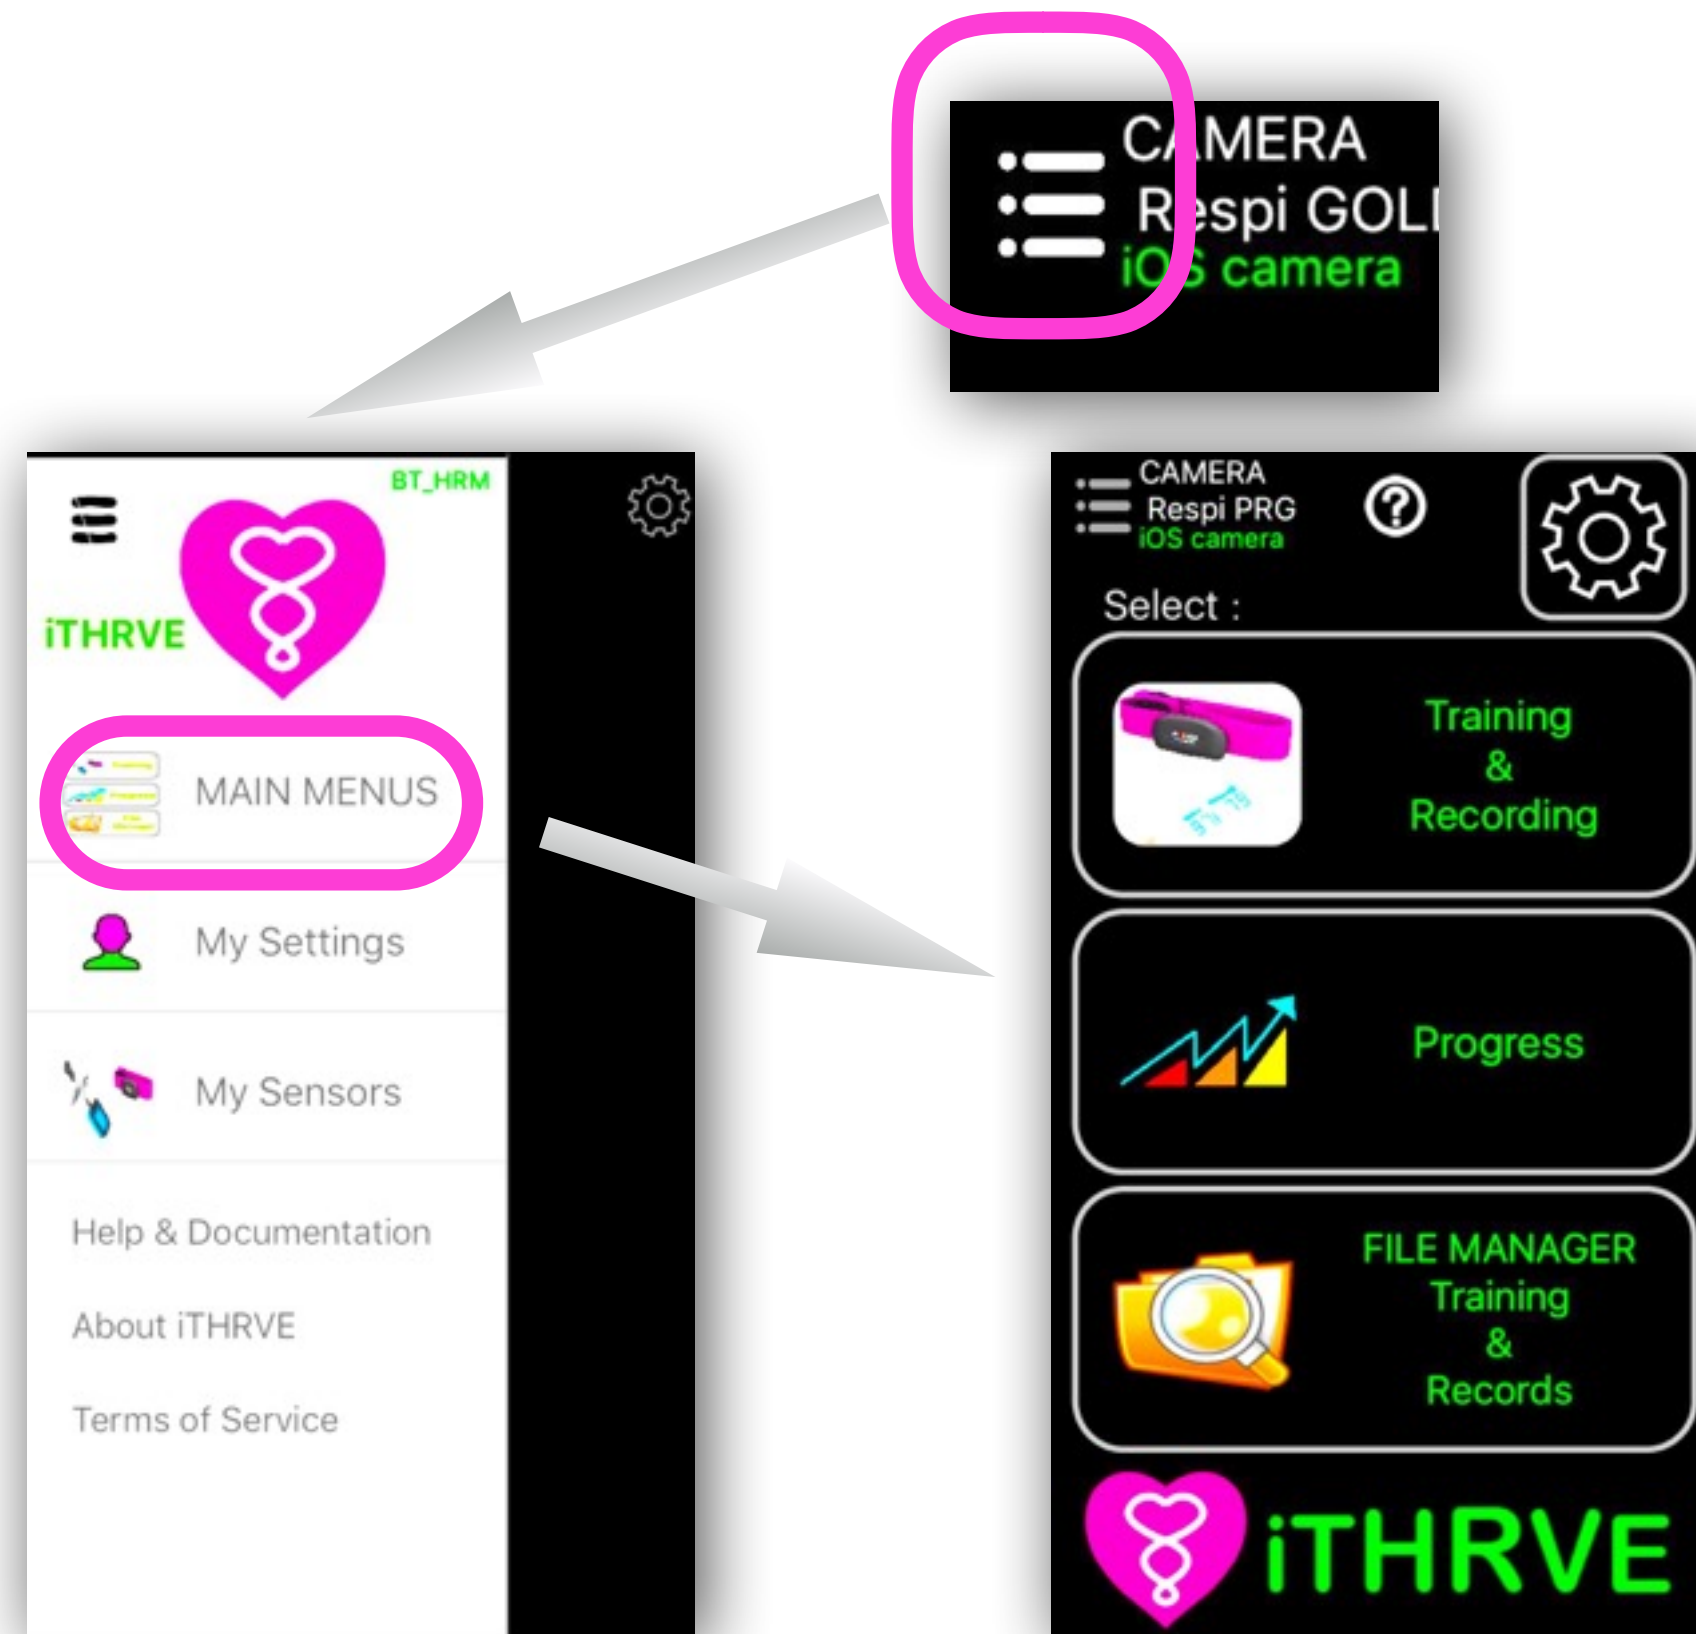 CAMERA
Respi GOL
iOS camera
BT_HRM
iTHRVE
MAIN MENUS
My Settings
My Sensors
Help & Documentation
About iTHRVE
Terms of Service
CAMERA
Respi PRG
iOS camera
?
Select :
Training
&
Recording
Progress
FILE MANAGER
Training
&
Records
iTHRVE